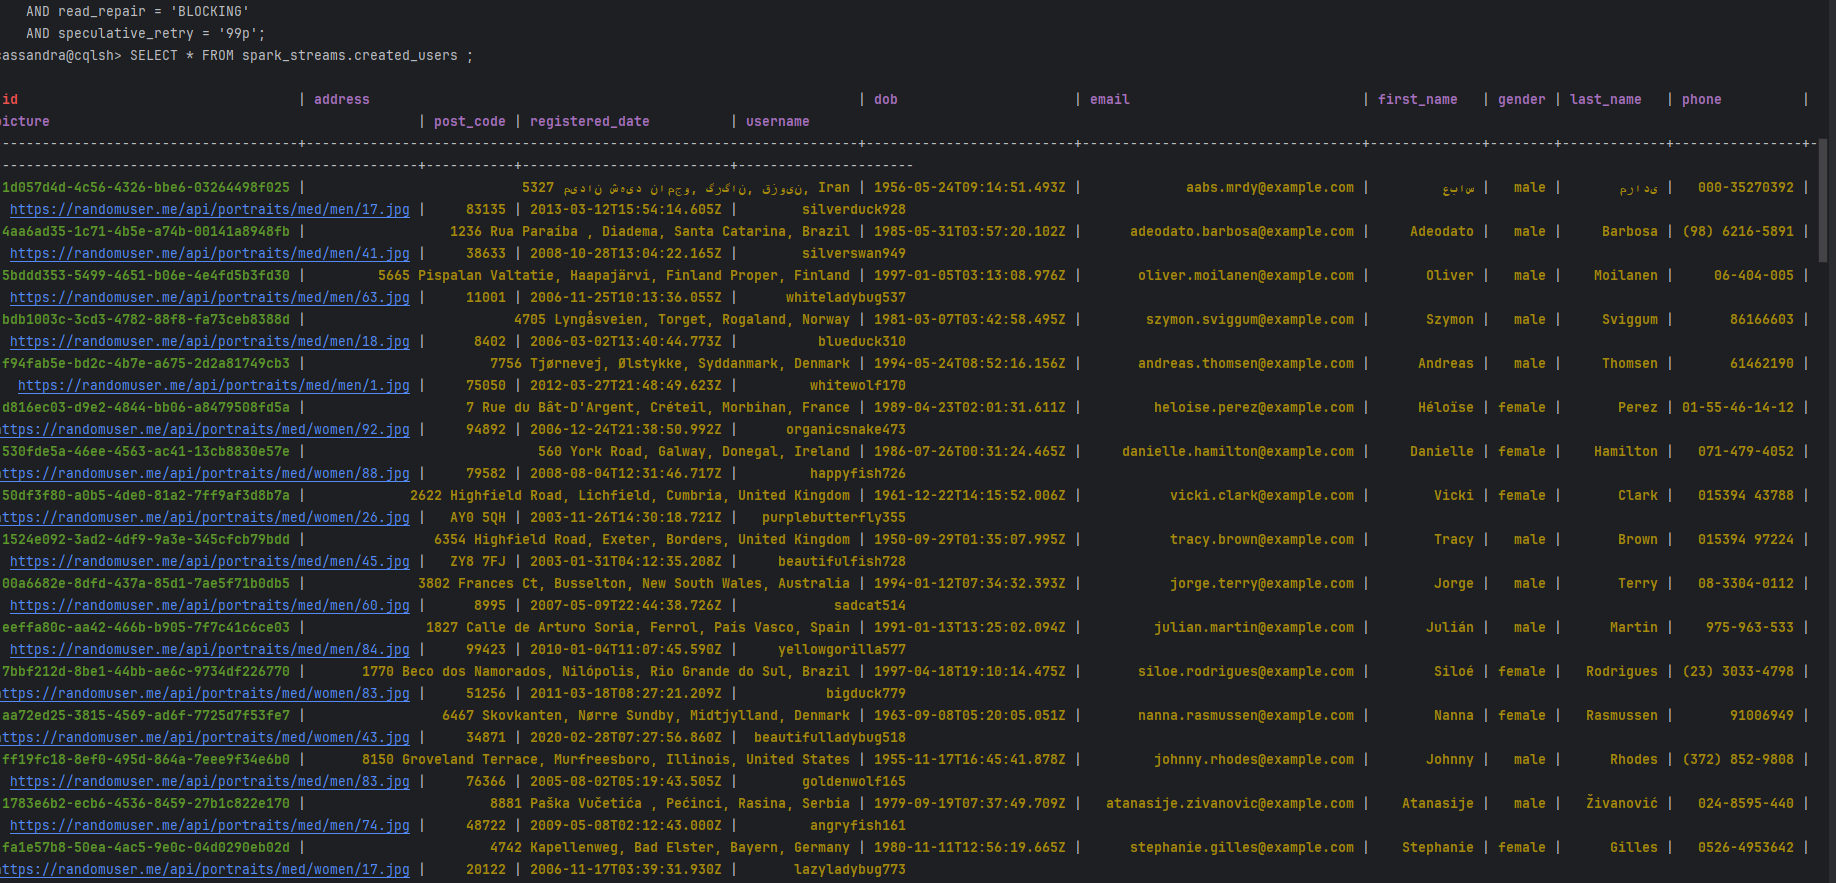 AND read_repair = 'BLOCKING'
AND speculative_retry = '99p';
cassandra@cqlsh> SELECT * FROM spark_streams.created_users ;
id | address | dob | email | first_name | gender | last_name | phone |
picture | post_code | registered_date | username
1d057d4d-4c56-4326-bbe6-03264498f025 | 5327 میدان شهید نامجو, گرگان, قزوین, Iran | 1956-05-24T09:14:51.493Z | aabs.mrdy@example.com | عباس | male | مرادی | 000-35270392 |
https://randomuser.me/api/portraits/med/men/17.jpg | 83135 | 2013-03-12T15:54:14.605Z | silverduck928
4aa6ad35-1c71-4b5e-a74b-00141a8948fb | 1236 Rua Paraíba , Diadema, Santa Catarina, Brazil | 1985-05-31T03:57:20.102Z | adeodato.barbosa@example.com | Adeodato | male | Barbosa | (98) 6216-5891 |
https://randomuser.me/api/portraits/med/men/41.jpg | 38633 | 2008-10-28T13:04:22.165Z | silverswan949
5bddd353-5499-4651-b06e-4e4fd5b3fd30 | 5665 Pispalan Valtatie, Haapajärvi, Finland Proper, Finland | 1997-01-05T03:13:08.976Z | oliver.moilanen@example.com | Oliver | male | Moilanen | 06-404-005 |
https://randomuser.me/api/portraits/med/men/63.jpg | 11001 | 2006-11-25T10:13:36.055Z | whiteladybug537
bdb1003c-3cd3-4782-88f8-fa73ceb8388d | 4705 Lyngåsveien, Torget, Rogaland, Norway | 1981-03-07T03:42:58.495Z | szymon.sviggum@example.com | Szymon | male | Sviggum | 86166603 |
https://randomuser.me/api/portraits/med/men/18.jpg | 8402 | 2006-03-02T13:40:44.773Z | blueduck310
f94fab5e-bd2c-4b7e-a675-2d2a81749cb3 | 7756 Tjørnevej, Ølstykke, Syddanmark, Denmark | 1994-05-24T08:52:16.156Z | andreas.thomsen@example.com | Andreas | male | Thomsen | 61462190 |
https://randomuser.me/api/portraits/med/men/1.jpg | 75050 | 2012-03-27T21:48:49.623Z | whitewolf170
d816ec03-d9e2-4844-bb06-a8479508fd5a | 7 Rue du Bât-D'Argent, Créteil, Morbihan, France | 1989-04-23T02:01:31.611Z | heloise.perez@example.com | Héloïse | female | Perez | 01-55-46-14-12 |
https://randomuser.me/api/portraits/med/women/92.jpg | 94892 | 2006-12-24T21:38:50.992Z | organicsnake473
530fde5a-46ee-4563-ac41-13cb8830e57e | 560 York Road, Galway, Donegal, Ireland | 1986-07-26T00:31:24.465Z | danielle.hamilton@example.com | Danielle | female | Hamilton | 071-479-4052 |
https://randomuser.me/api/portraits/med/women/88.jpg | 79582 | 2008-08-04T12:31:46.717Z | happyfish726
50df3f80-a0b5-4de0-81a2-7ff9af3d8b7a | 2622 Highfield Road, Lichfield, Cumbria, United Kingdom | 1961-12-22T14:15:52.006Z | vicki.clark@example.com | Vicki | female | Clark | 015394 43788 |
https://randomuser.me/api/portraits/med/women/26.jpg | AY0 5QH | 2003-11-26T14:30:18.721Z | purplebutterfly355
1524e092-3ad2-4df9-9a3e-345cfcb79bdd | 6354 Highfield Road, Exeter, Borders, United Kingdom | 1950-09-29T01:35:07.995Z | tracy.brown@example.com | Tracy | male | Brown | 015394 97224 |
https://randomuser.me/api/portraits/med/men/45.jpg | ZY8 7FJ | 2003-01-31T04:12:35.208Z | beautifulfish728
00a6682e-8dfd-437a-85d1-7ae5f71b0db5 | 3802 Frances Ct, Busselton, New South Wales, Australia | 1994-01-12T07:34:32.393Z | jorge.terry@example.com | Jorge | male | Terry | 08-3304-0112 |
https://randomuser.me/api/portraits/med/men/60.jpg | 8995 | 2007-05-09T22:44:38.726Z | sadcat514
eeffa80c-aa42-466b-b905-7f7c41c6ce03 | 1827 Calle de Arturo Soria, Ferrol, País Vasco, Spain | 1991-01-13T13:25:02.094Z | julian.martin@example.com | Julián | male | Martin | 975-963-533 |
https://randomuser.me/api/portraits/med/men/84.jpg | 99423 | 2010-01-04T11:07:45.590Z | yellowgorilla577
7bbf212d-8be1-44bb-ae6c-9734df226770 | 1770 Beco dos Namorados, Nilópolis, Rio Grande do Sul, Brazil | 1997-04-18T19:10:14.475Z | siloe.rodrigues@example.com | Siloé | female | Rodrigues | (23) 3033-4798 |
https://randomuser.me/api/portraits/med/women/83.jpg | 51256 | 2011-03-18T08:27:21.209Z | bigduck779
aa72ed25-3815-4569-ad6f-7725d7f53fe7 | 6467 Skovkanten, Nørre Sundby, Midtjylland, Denmark | 1963-09-08T05:20:05.051Z | nanna.rasmussen@example.com | Nanna | female | Rasmussen | 91006949 |
https://randomuser.me/api/portraits/med/women/43.jpg | 34871 | 2020-02-28T07:27:56.860Z | beautifulladybug518
ff19fc18-8ef0-495d-864a-7eee9f34e6b0 | 8150 Groveland Terrace, Murfreesboro, Illinois, United States | 1955-11-17T16:45:41.878Z | johnny.rhodes@example.com | Johnny | male | Rhodes | (372) 852-9808 |
https://randomuser.me/api/portraits/med/men/83.jpg | 76366 | 2005-08-02T05:19:43.505Z | goldenwolf165
1783e6b2-ecb6-4536-8459-27b1c822e170 | 8881 Paška Vučetića , Pećinci, Rasina, Serbia | 1979-09-19T07:37:49.709Z | atanasije.zivanovic@example.com | Atanasije | male | Živanović | 024-8595-440 |
https://randomuser.me/api/portraits/med/men/74.jpg | 48722 | 2009-05-08T02:12:43.000Z | angryfish161
fa1e57b8-50ea-4ac5-9e0c-04d0290eb02d | 4742 Kapellenweg, Bad Elster, Bayern, Germany | 1980-11-11T12:56:19.665Z | stephanie.gilles@example.com | Stephanie | female | Gilles | 0526-4953642 |
https://randomuser.me/api/portraits/med/women/17.jpg | 20122 | 2006-11-17T03:39:31.930Z | lazyladybug773